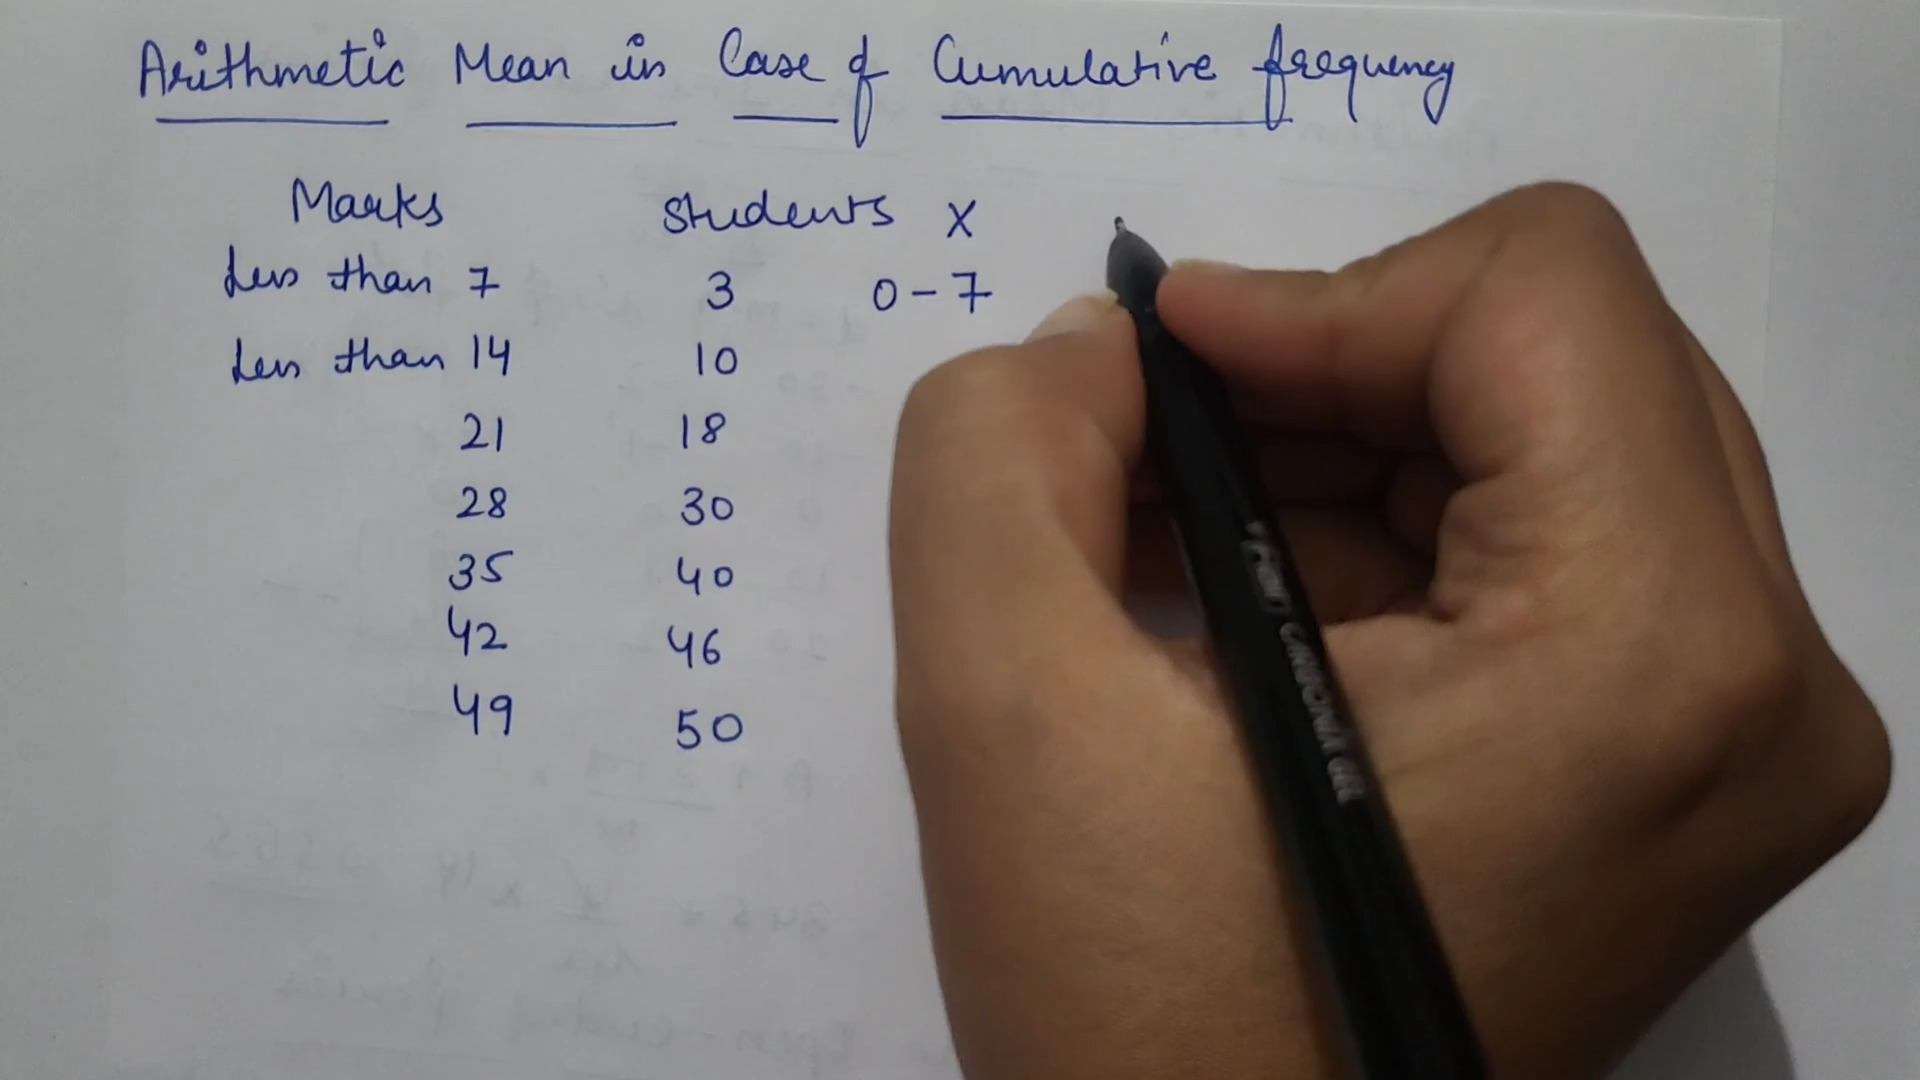 Arithmetic Mean in Case of Cumulative frequency
Marks Students X
Less than 7 3 0-7
Less than 14 10
21 18
28 30
35 40
42 46
49 50